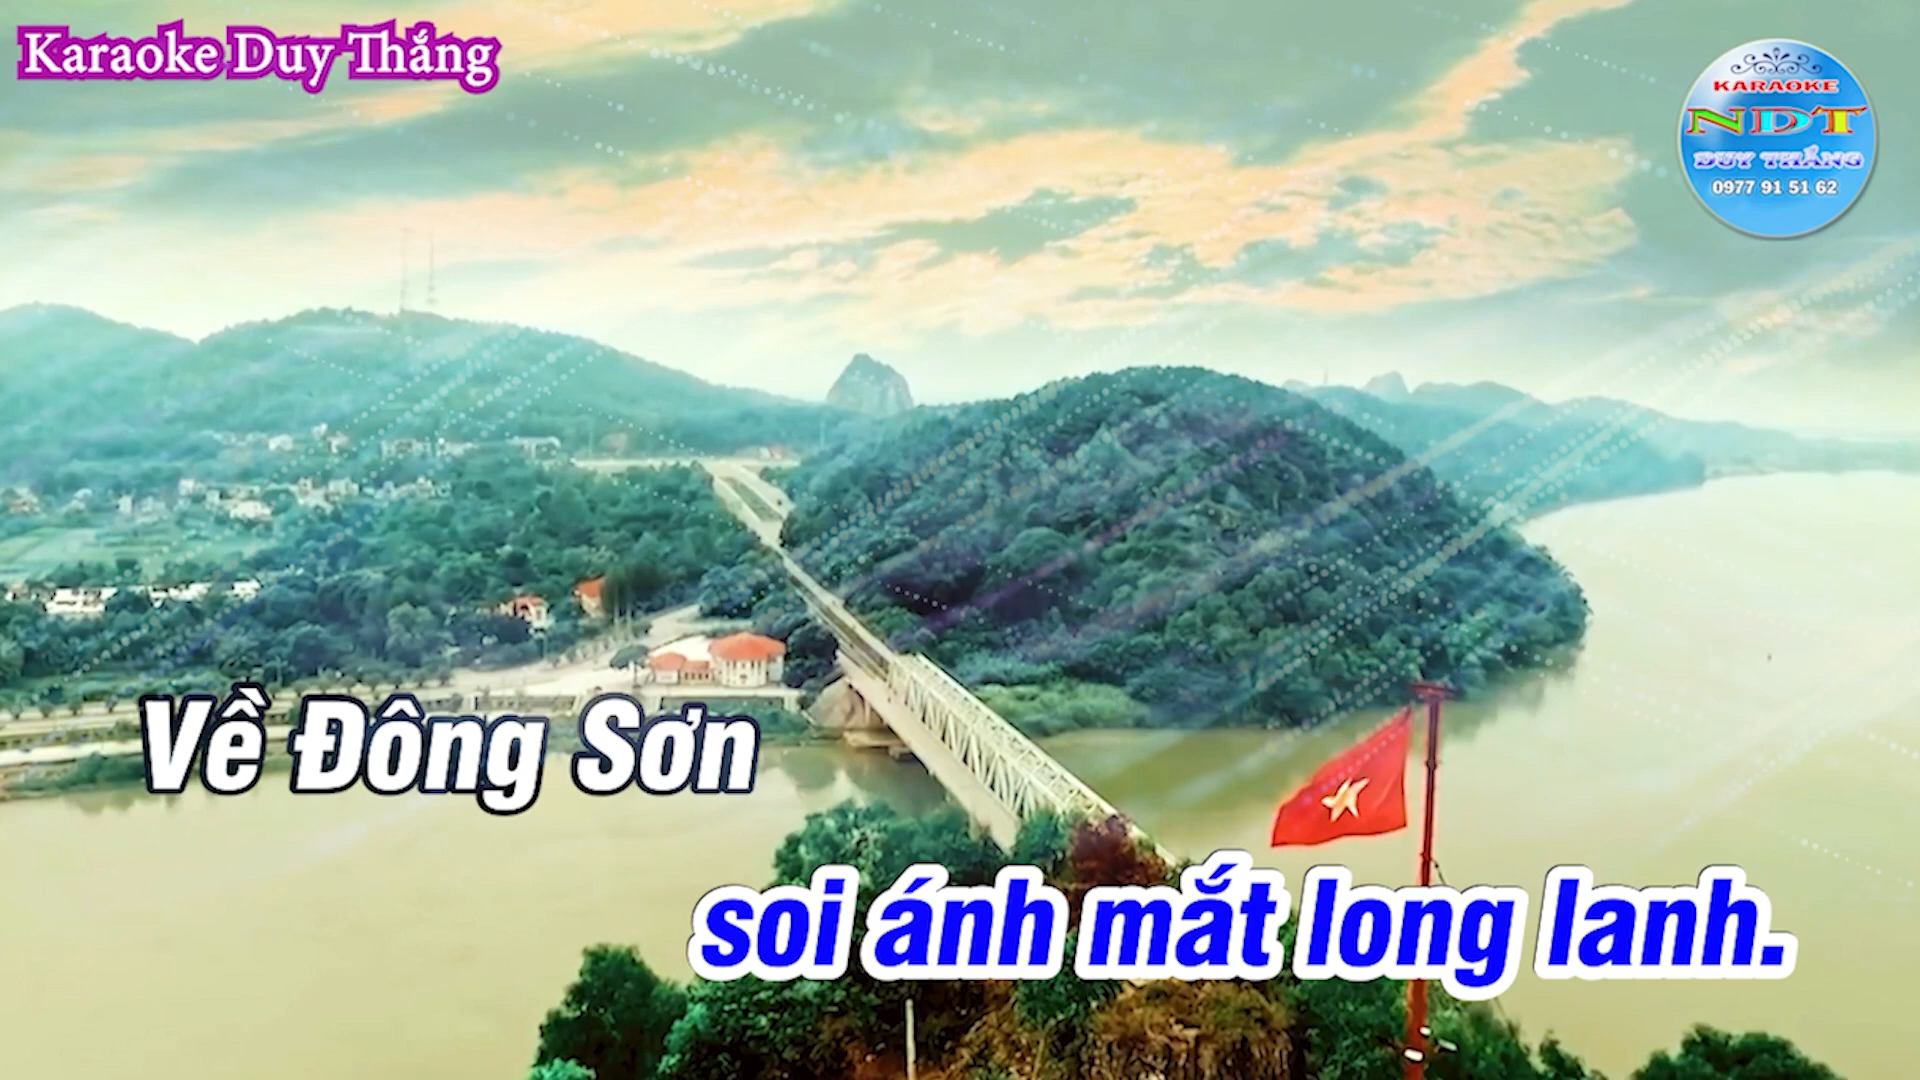 Karaoke Duy Thắng
KARAOKE
NDT
DUY THẮNG
0977 91 51 62
Về Đông Sơn
soi ánh mắt long lanh.